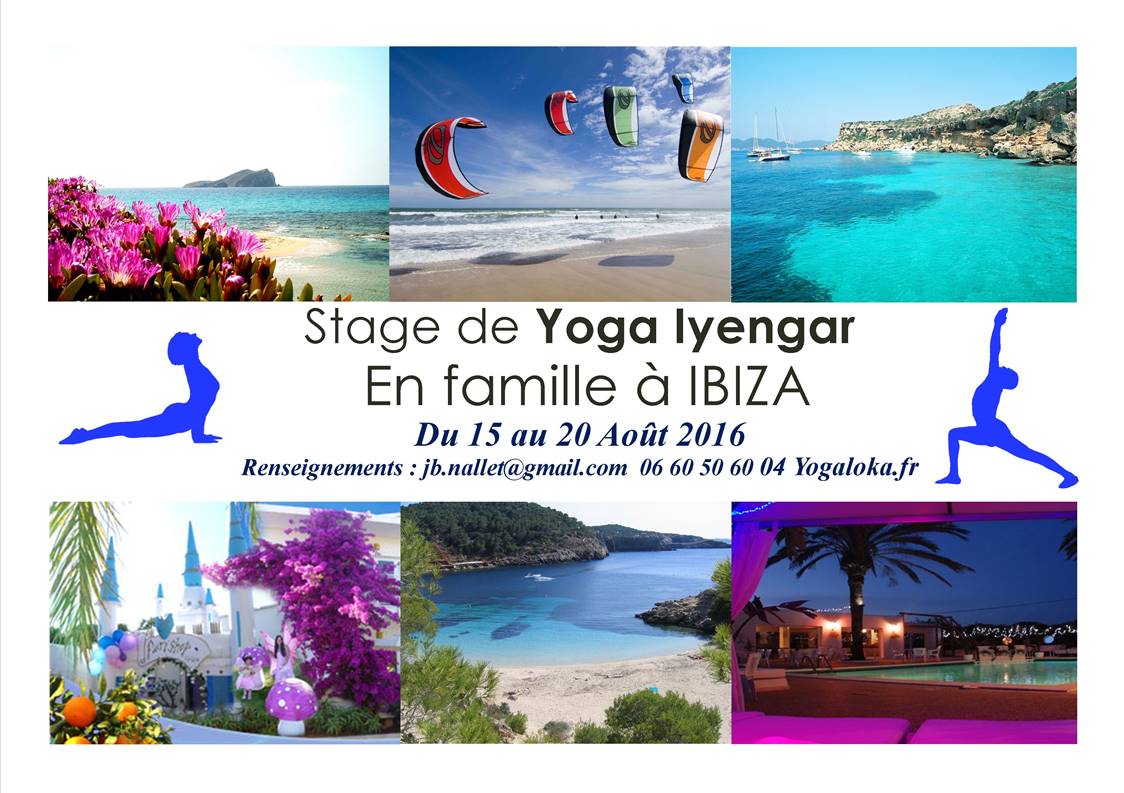 Stage de Yoga Iyengar
En famille à IBIZA
Du 15 au 20 Août 2016
Renseignements : jb.nallet@gmail.com 06 60 50 60 04 Yogaloka.fr